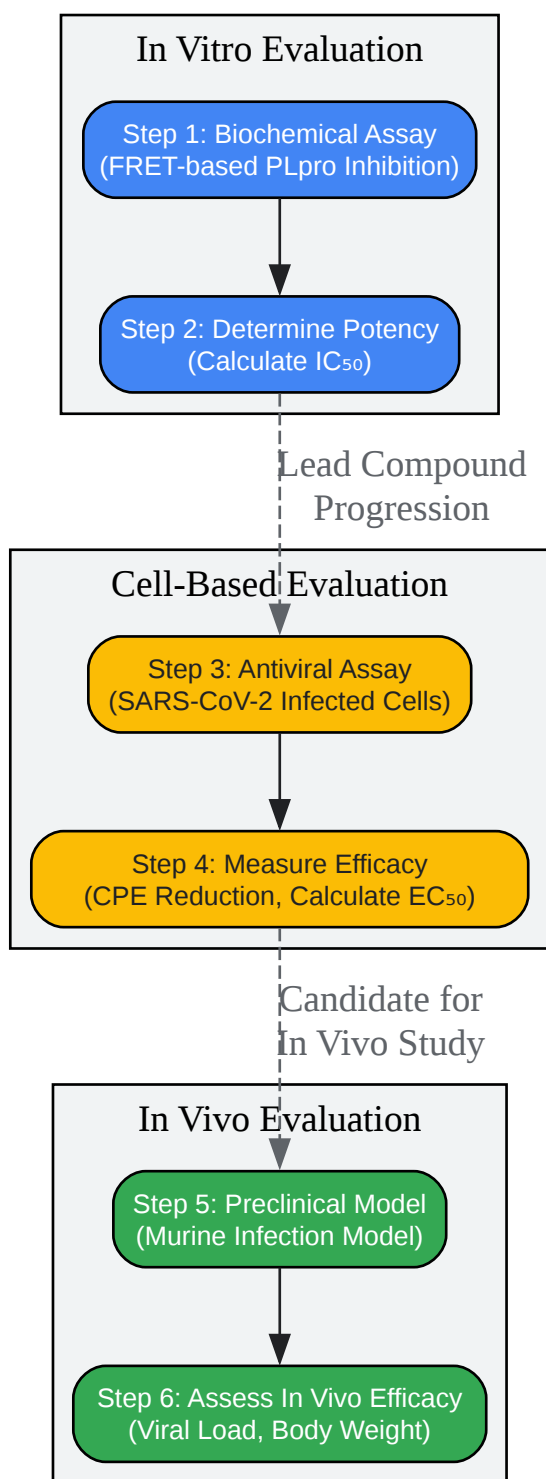 In Vitro Evaluation
Step 1: Biochemical Assay
(FRET-based PLpro Inhibition)
Step 2: Determine Potency
(Calculate IC₅₀)
Lead Compound
Progression
Cell-Based Evaluation
Step 3: Antiviral Assay
(SARS-CoV-2 Infected Cells)
Step 4: Measure Efficacy
(CPE Reduction, Calculate EC₅₀)
Candidate for
In Vivo Study
In Vivo Evaluation
Step 5: Preclinical Model
(Murine Infection Model)
Step 6: Assess In Vivo Efficacy
(Viral Load, Body Weight)